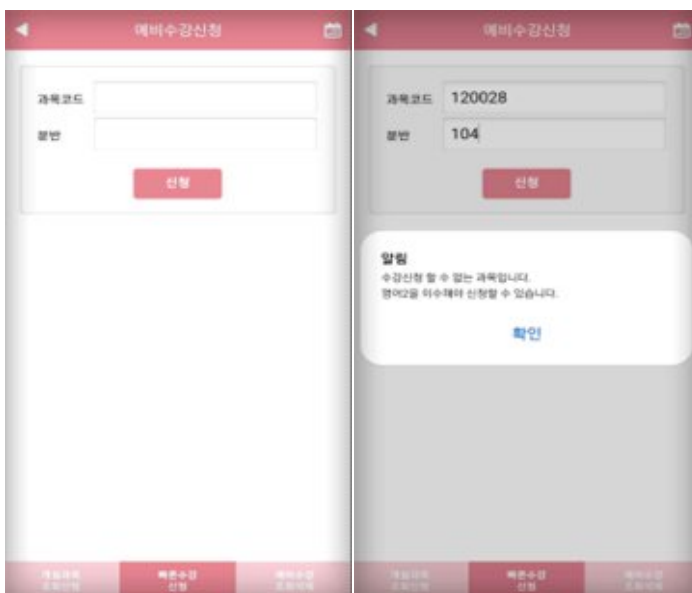 예비수강신청
과목코드
분반
신청
빠른수강
신청
예비수강신청
과목코드 120028
분반 104
신청
알림
수강신청 할 수 없는 과목입니다.
영어2을 이수해야 신청할 수 있습니다.
확인
빠른수강
신청